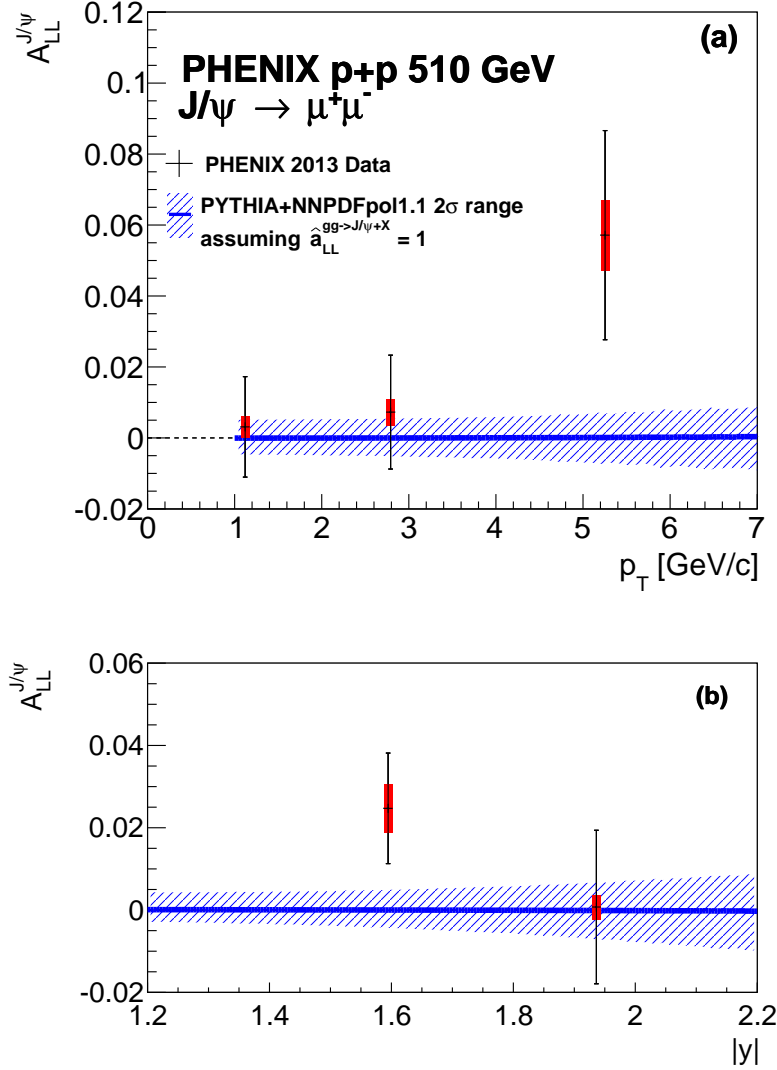 A_LL^J/ψ
0.12
(a)
0.1
PHENIX p+p 510 GeV
J/ψ → μ⁺μ⁻
0.08
PHENIX 2013 Data
0.06
PYTHIA+NNPDFpol1.1 2σ range
assuming â_LL^gg->J/ψ+X = 1
0.04
0.02
0
-0.02
0 1 2 3 4 5 6 7
p_T [GeV/c]
A_LL^J/ψ
0.06
(b)
0.04
0.02
0
-0.02
1.2 1.4 1.6 1.8 2 2.2
|y|